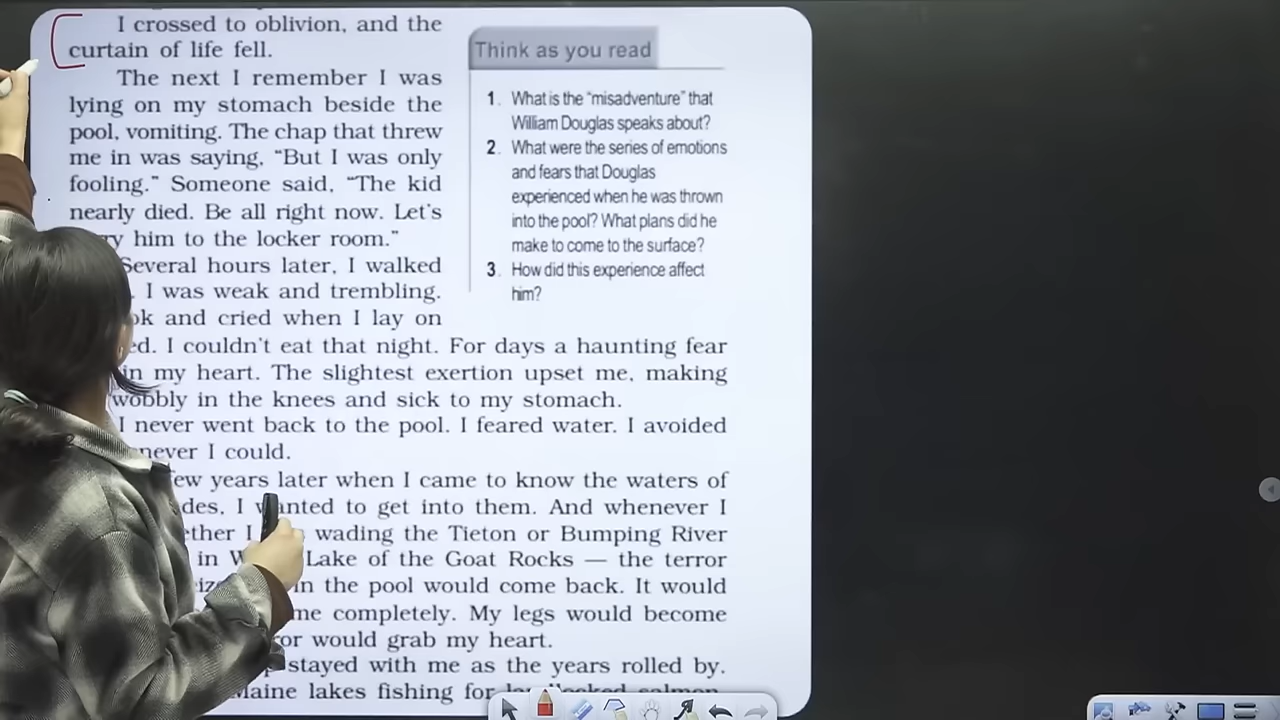 I crossed to oblivion, and the
curtain of life fell.
The next I remember I was
lying on my stomach beside the
pool, vomiting. The chap that threw
me in was saying, “But I was only
fooling.” Someone said, “The kid
nearly died. Be all right now. Let's
him to the locker room.”
Several hours later, I walked
. I was weak and trembling.
and cried when I lay on
. I couldn't eat that night. For days a haunting fear
in my heart. The slightest exertion upset me, making
wobbly in the knees and sick to my stomach.
I never went back to the pool. I feared water. I avoided
I could.
few years later when I came to know the waters of
, I wanted to get into them. And whenever I
I wading the Tieton or Bumping River
in Lake of the Goat Rocks — the terror
in the pool would come back. It would
me completely. My legs would become
would grab my heart.
stayed with me as the years rolled by.
Maine lakes fishing for landlocked salmon,
Think as you read
1. What is the “misadventure” that
William Douglas speaks about?
2. What were the series of emotions
and fears that Douglas
experienced when he was thrown
into the pool? What plans did he
make to come to the surface?
3. How did this experience affect
him?